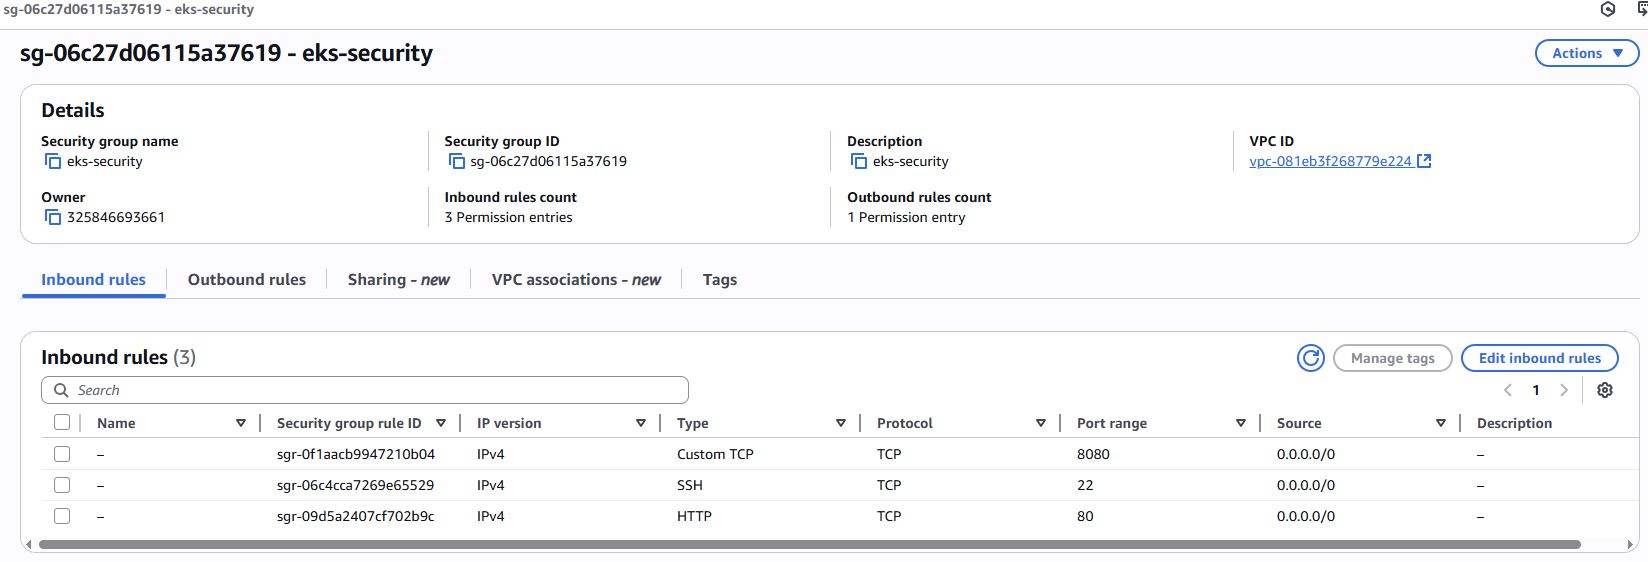 sg-06c27d06115a37619 - eks-security
sg-06c27d06115a37619 - eks-security
Actions
Details
Security group name
eks-security
Security group ID
sg-06c27d06115a37619
Description
eks-security
VPC ID
vpc-081eb3f268779e224
Owner
325846693661
Inbound rules count
3 Permission entries
Outbound rules count
1 Permission entry
Inbound rules Outbound rules Sharing - new VPC associations - new Tags
Inbound rules (3)
Manage tags Edit inbound rules
Search
1
Name Security group rule ID IP version Type Protocol Port range Source Description
– sgr-0f1aacb9947210b04 IPv4 Custom TCP TCP 8080 0.0.0.0/0 –
– sgr-06c4cca7269e65529 IPv4 SSH TCP 22 0.0.0.0/0 –
– sgr-09d5a2407cf702b9c IPv4 HTTP TCP 80 0.0.0.0/0 –